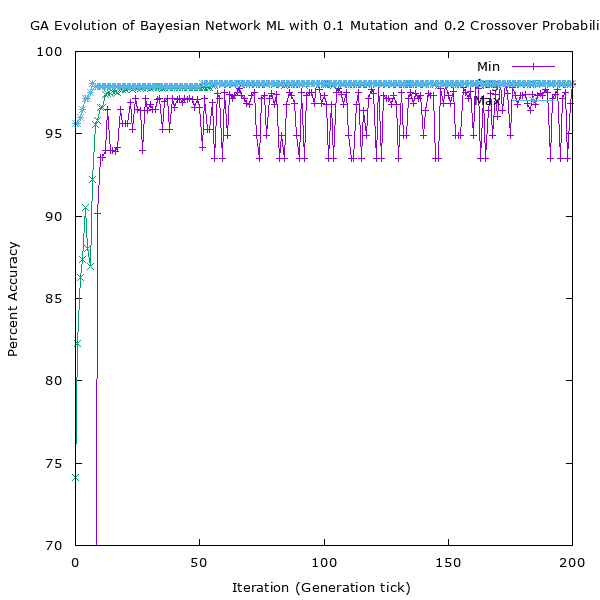 GA Evolution of Bayesian Network ML with 0.1 Mutation and 0.2 Crossover Probabili
100
95
90
85
80
75
70
0 50 100 150 200
Percent Accuracy
Iteration (Generation tick)
Min
Max